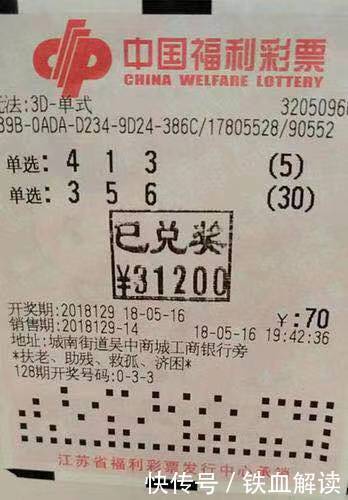 中国福利彩票
CHINA WELFARE LOTTERY
玩法:3D-单式 32050960
89B-0ADA-D234-9D24-386C/17805528/90552
单选: 4 1 3 (5)
单选: 3 5 6 (30)
已兑奖
¥31200
开奖期:2018129 18-05-16 ¥:70
销售期:2018129-14 18-05-16 19:42:36
地址:城南街道吴中商城工商银行旁
*扶老、助残、救孤、济困*
128期开奖号码:0-3-3
江苏省福利彩票发行中心承销
快传号/铁血解读